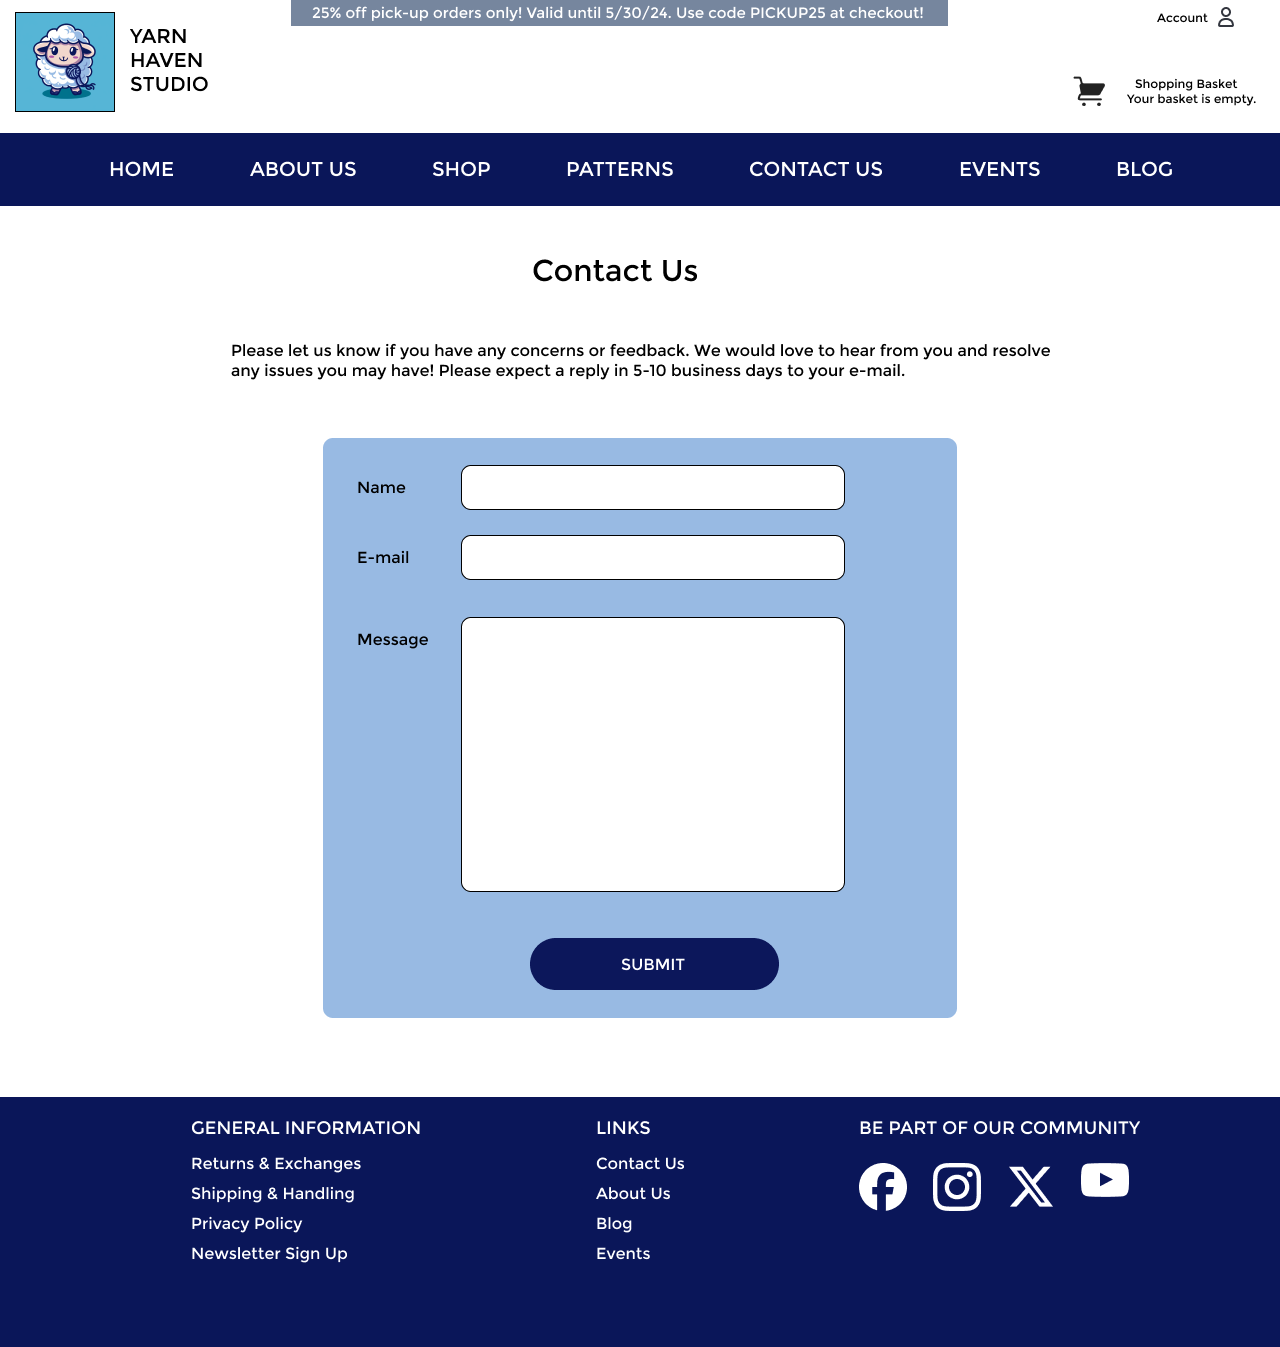 25% off pick-up orders only! Valid until 5/30/24. Use code PICKUP25 at checkout!
Account
YARN
HAVEN
STUDIO
Shopping Basket
Your basket is empty.
HOME ABOUT US SHOP PATTERNS CONTACT US EVENTS BLOG
Contact Us
Please let us know if you have any concerns or feedback. We would love to hear from you and resolve
any issues you may have! Please expect a reply in 5-10 business days to your e-mail.
Name
E-mail
Message
SUBMIT
GENERAL INFORMATION
Returns & Exchanges
Shipping & Handling
Privacy Policy
Newsletter Sign Up
LINKS
Contact Us
About Us
Blog
Events
BE PART OF OUR COMMUNITY